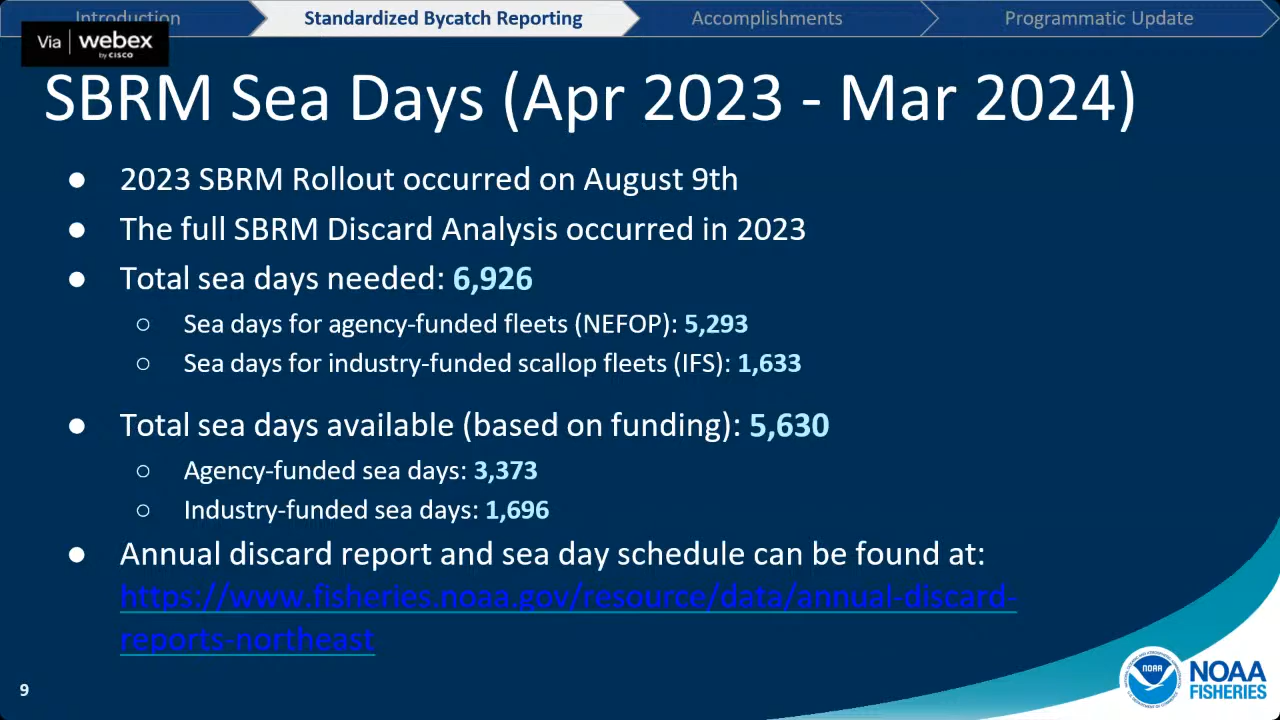 Introduction
Standardized Bycatch Reporting
Accomplishments
Programmatic Update
Via webex
by CISCO
SBRM Sea Days (Apr 2023 - Mar 2024)
● 2023 SBRM Rollout occurred on August 9th
● The full SBRM Discard Analysis occurred in 2023
● Total sea days needed: 6,926
○ Sea days for agency-funded fleets (NEFOP): 5,293
○ Sea days for industry-funded scallop fleets (IFS): 1,633
● Total sea days available (based on funding): 5,630
○ Agency-funded sea days: 3,373
○ Industry-funded sea days: 1,696
● Annual discard report and sea day schedule can be found at:
https://www.fisheries.noaa.gov/resource/data/annual-discard-
reports-northeast
9
NOAA
NOAA
FISHERIES